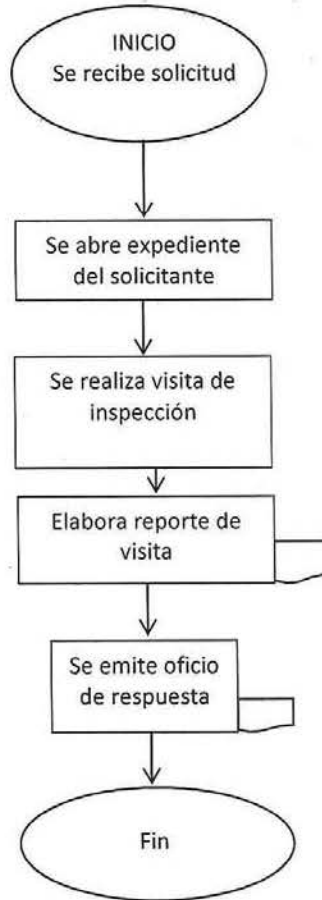 INICIO
Se recibe solicitud
Se abre expediente
del solicitante
Se realiza visita de
inspección
Elabora reporte de
visita
Se emite oficio
de respuesta
Fin